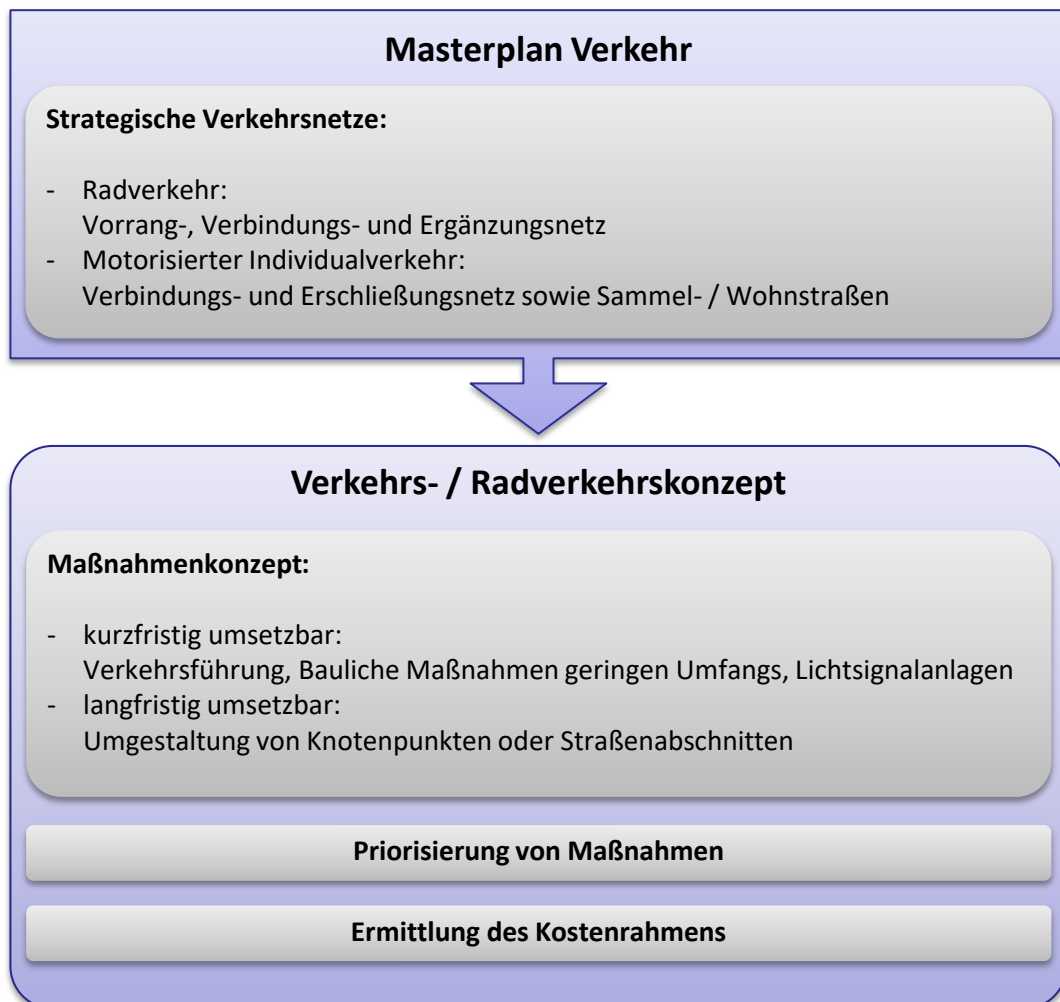 Masterplan Verkehr
Strategische Verkehrsnetze:
- Radverkehr:
Vorrang-, Verbindungs- und Ergänzungsnetz
- Motorisierter Individualverkehr:
Verbindungs- und Erschließungsnetz sowie Sammel- / Wohnstraßen
Verkehrs- / Radverkehrskonzept
Maßnahmenkonzept:
- kurzfristig umsetzbar:
Verkehrsführung, Bauliche Maßnahmen geringen Umfangs, Lichtsignalanlagen
- langfristig umsetzbar:
Umgestaltung von Knotenpunkten oder Straßenabschnitten
Priorisierung von Maßnahmen
Ermittlung des Kostenrahmens